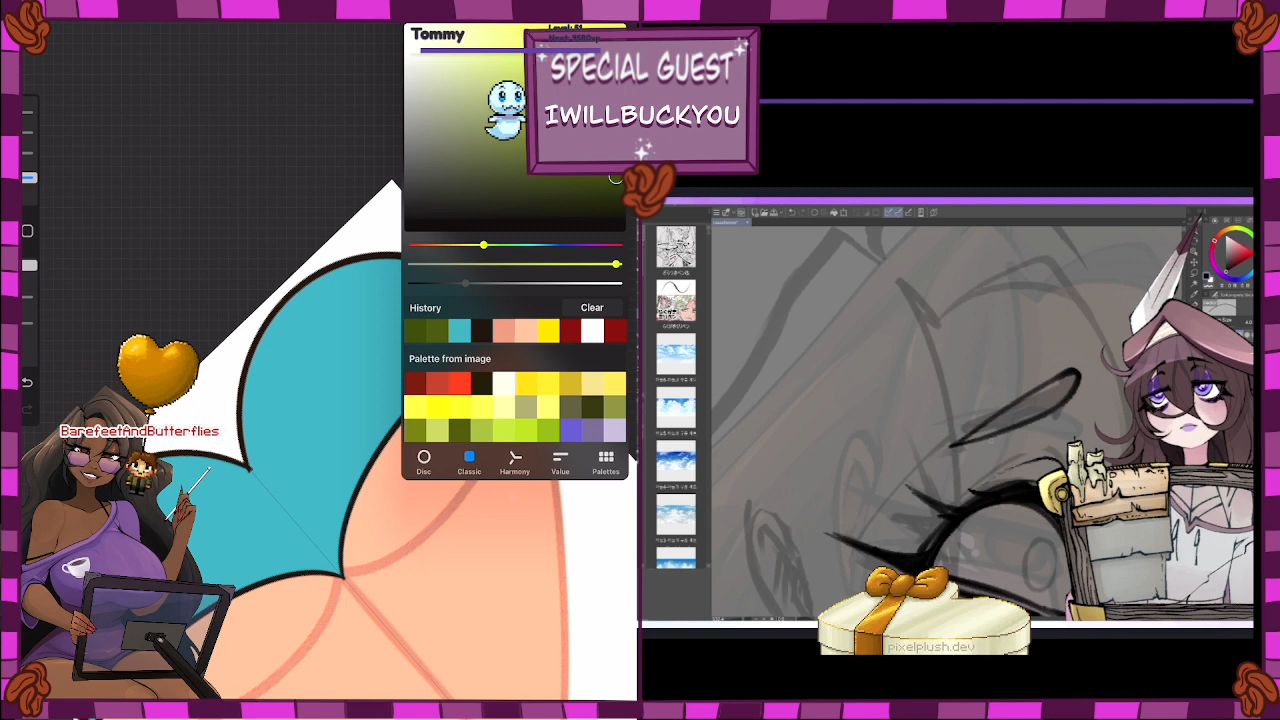 Tommy
SPECIAL GUEST
IWILLBUCKYOU
History
Clear
Palette from image
Disc
Classic
Harmony
Value
Palettes
BarefeetAndButterflies
pixelplush.dev